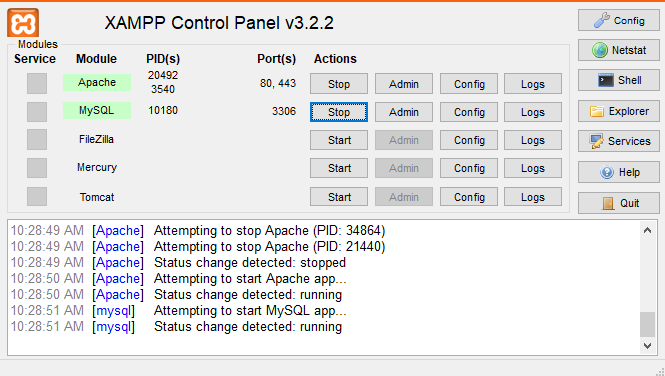 XAMPP Control Panel v3.2.2
Modules
Service Module PID(s) Port(s) Actions
Apache 20492 3540 80, 443 Stop Admin Config Logs
MySQL 10180 3306 Stop Admin Config Logs
FileZilla Start Admin Config Logs
Mercury Start Admin Config Logs
Tomcat Start Admin Config Logs
Config
Netstat
Shell
Explorer
Services
Help
Quit
10:28:49 AM [Apache] Attempting to stop Apache (PID: 34864)
10:28:49 AM [Apache] Attempting to stop Apache (PID: 21440)
10:28:49 AM [Apache] Status change detected: stopped
10:28:50 AM [Apache] Attempting to start Apache app...
10:28:50 AM [Apache] Status change detected: running
10:28:51 AM [mysql] Attempting to start MySQL app...
10:28:51 AM [mysql] Status change detected: running